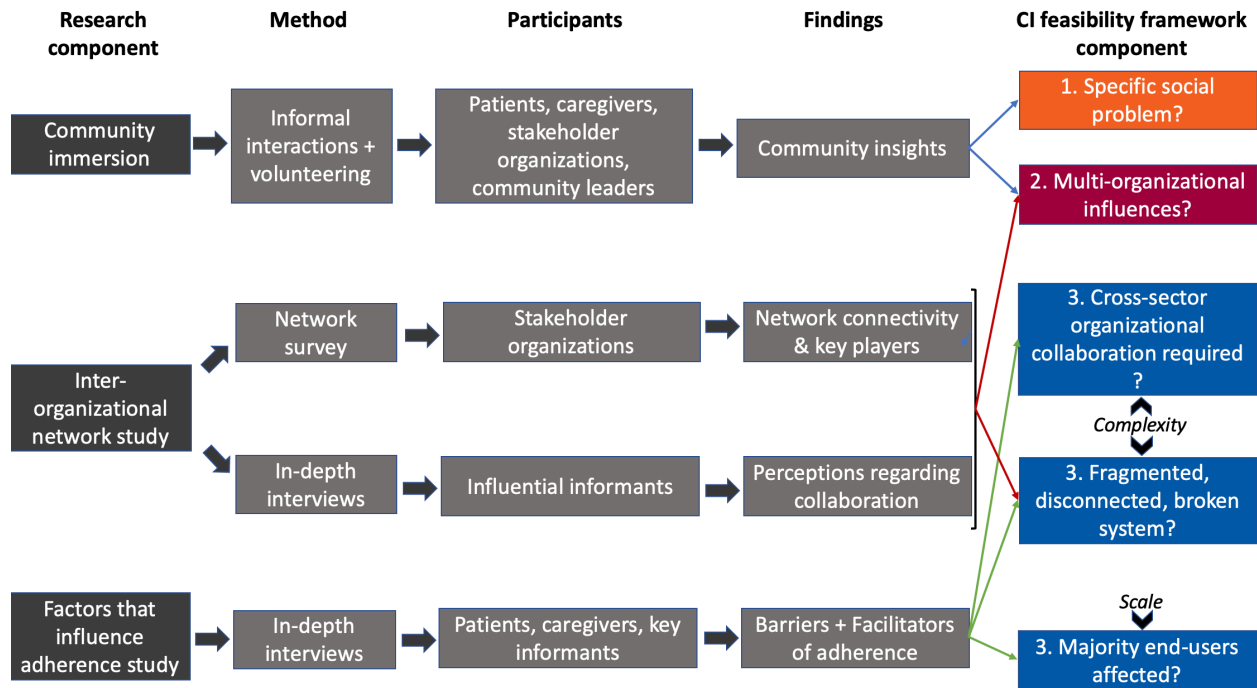 Research
component
Method
Participants
Findings
CI feasibility framework
component
Community
immersion
Informal
interactions +
volunteering
Patients, caregivers,
stakeholder
organizations,
community leaders
Community insights
1. Specific social
problem?
2. Multi-organizational
influences?
Inter-
organizational
network study
Network
survey
Stakeholder
organizations
Network connectivity
& key players
3. Cross-sector
organizational
collaboration required
?
Complexity
In-depth
interviews
Influential informants
Perceptions regarding
collaboration
3. Fragmented,
disconnected, broken
system?
Factors that
influence
adherence study
In-depth
interviews
Patients, caregivers, key
informants
Barriers + Facilitators
of adherence
Scale
3. Majority end-users
affected?